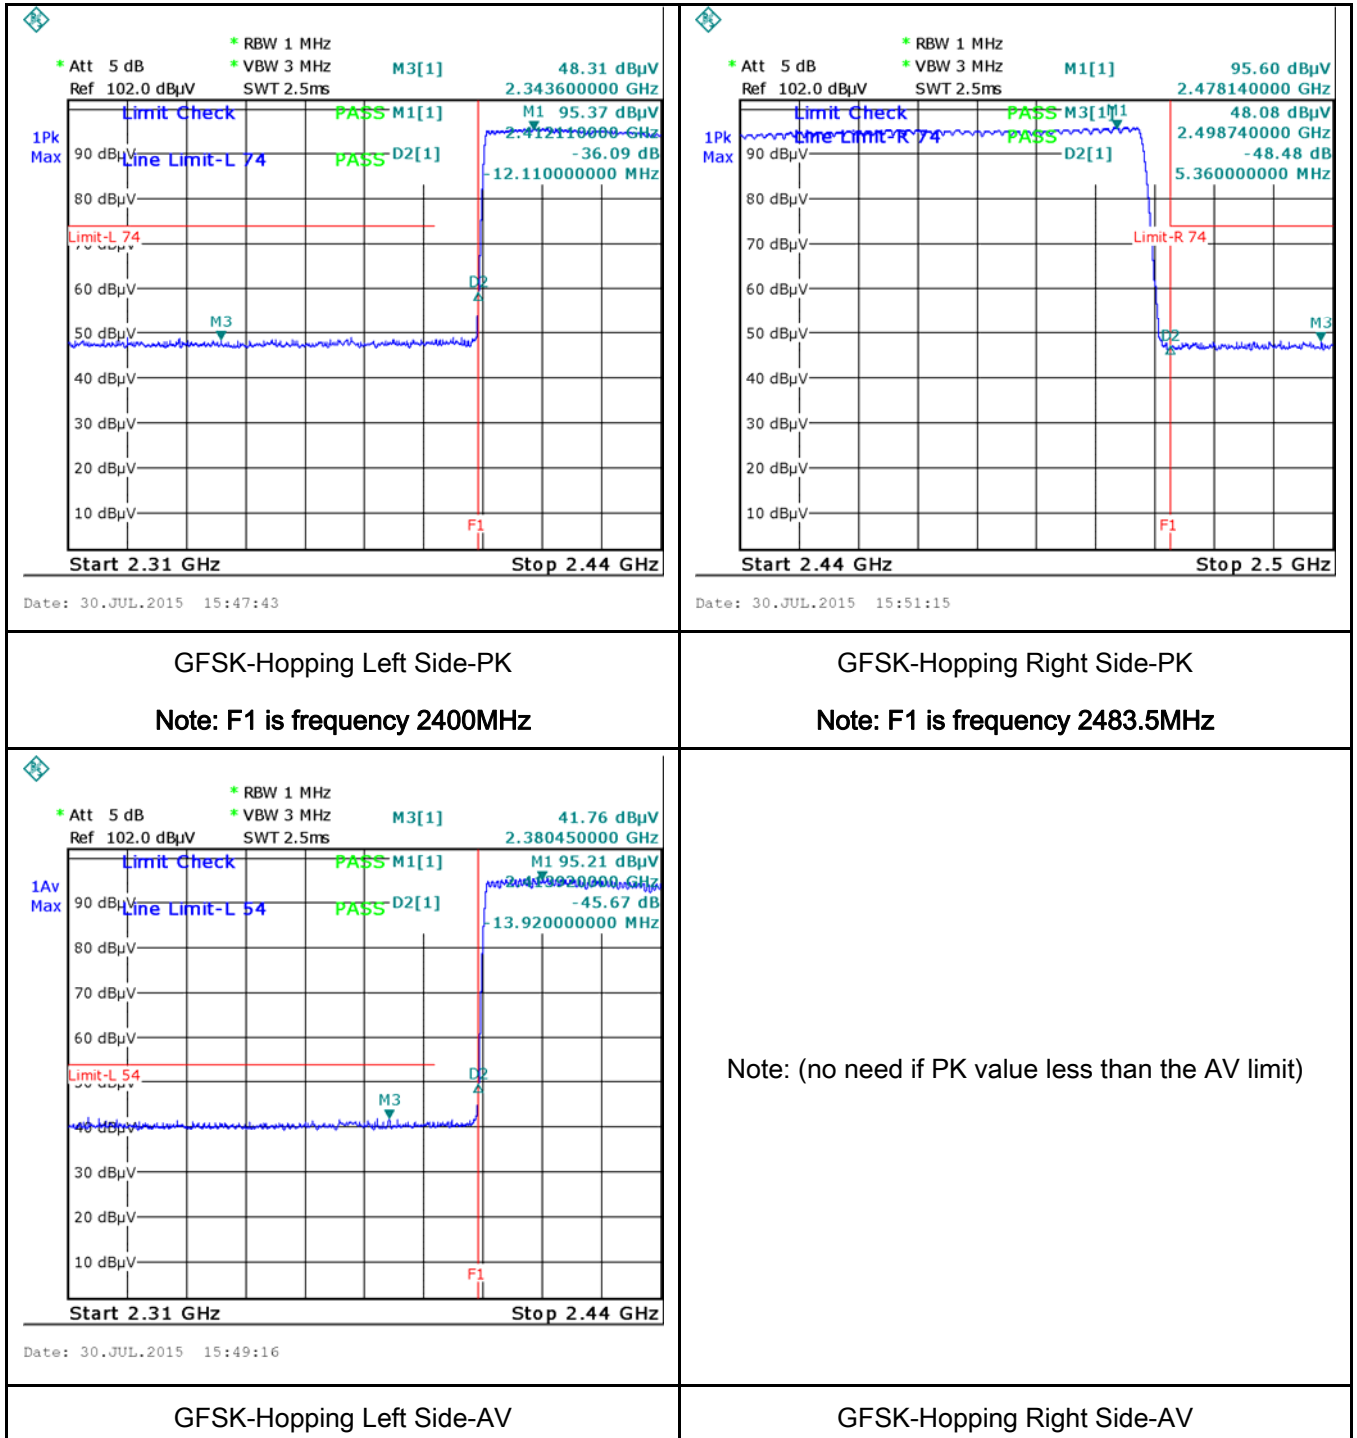 * RBW 1 MHz
* Att 5 dB * VBW 3 MHz M3[1] 48.31 dBµV
Ref 102.0 dBµV SWT 2.5ms 2.343600000 GHz
Limit Check PASS M1[1] M1 95.37 dBµV
2.412110000 GHz
1Pk
Max
90 dBµV Line Limit-L 74 PASS D2[1] -36.09 dB
-12.110000000 MHz
80 dBµV
Limit-L 74
70 dBµV
60 dBµV D2
M3
50 dBµV
40 dBµV
30 dBµV
20 dBµV
10 dBµV
F1
Start 2.31 GHz Stop 2.44 GHz
Date: 30.JUL.2015 15:47:43
* RBW 1 MHz
* Att 5 dB * VBW 3 MHz M1[1] 95.60 dBµV
Ref 102.0 dBµV SWT 2.5ms 2.478140000 GHz
Limit Check PASS M3[1] M1 48.08 dBµV
1Pk Line Limit-R 74 PASS 2.498740000 GHz
Max 90 dBµV D2[1] -48.48 dB
5.360000000 MHz
80 dBµV
70 dBµV Limit-R 74
60 dBµV
M3
50 dBµV D2
40 dBµV
30 dBµV
20 dBµV
10 dBµV
F1
Start 2.44 GHz Stop 2.5 GHz
Date: 30.JUL.2015 15:51:15
GFSK-Hopping Left Side-PK
Note: F1 is frequency 2400MHz
GFSK-Hopping Right Side-PK
Note: F1 is frequency 2483.5MHz
* RBW 1 MHz
* Att 5 dB * VBW 3 MHz M3[1] 41.76 dBµV
Ref 102.0 dBµV SWT 2.5ms 2.380450000 GHz
Limit Check PASS M1[1] M1 95.21 dBµV
2.413920000 GHz
1Av
Max
90 dBµV Line Limit-L 54 PASS D2[1] -45.67 dB
-13.920000000 MHz
80 dBµV
70 dBµV
60 dBµV
Limit-L 54 D2
50 dBµV
M3
40 dBµV
30 dBµV
20 dBµV
10 dBµV
F1
Start 2.31 GHz Stop 2.44 GHz
Date: 30.JUL.2015 15:49:16
Note: (no need if PK value less than the AV limit)
GFSK-Hopping Left Side-AV
GFSK-Hopping Right Side-AV